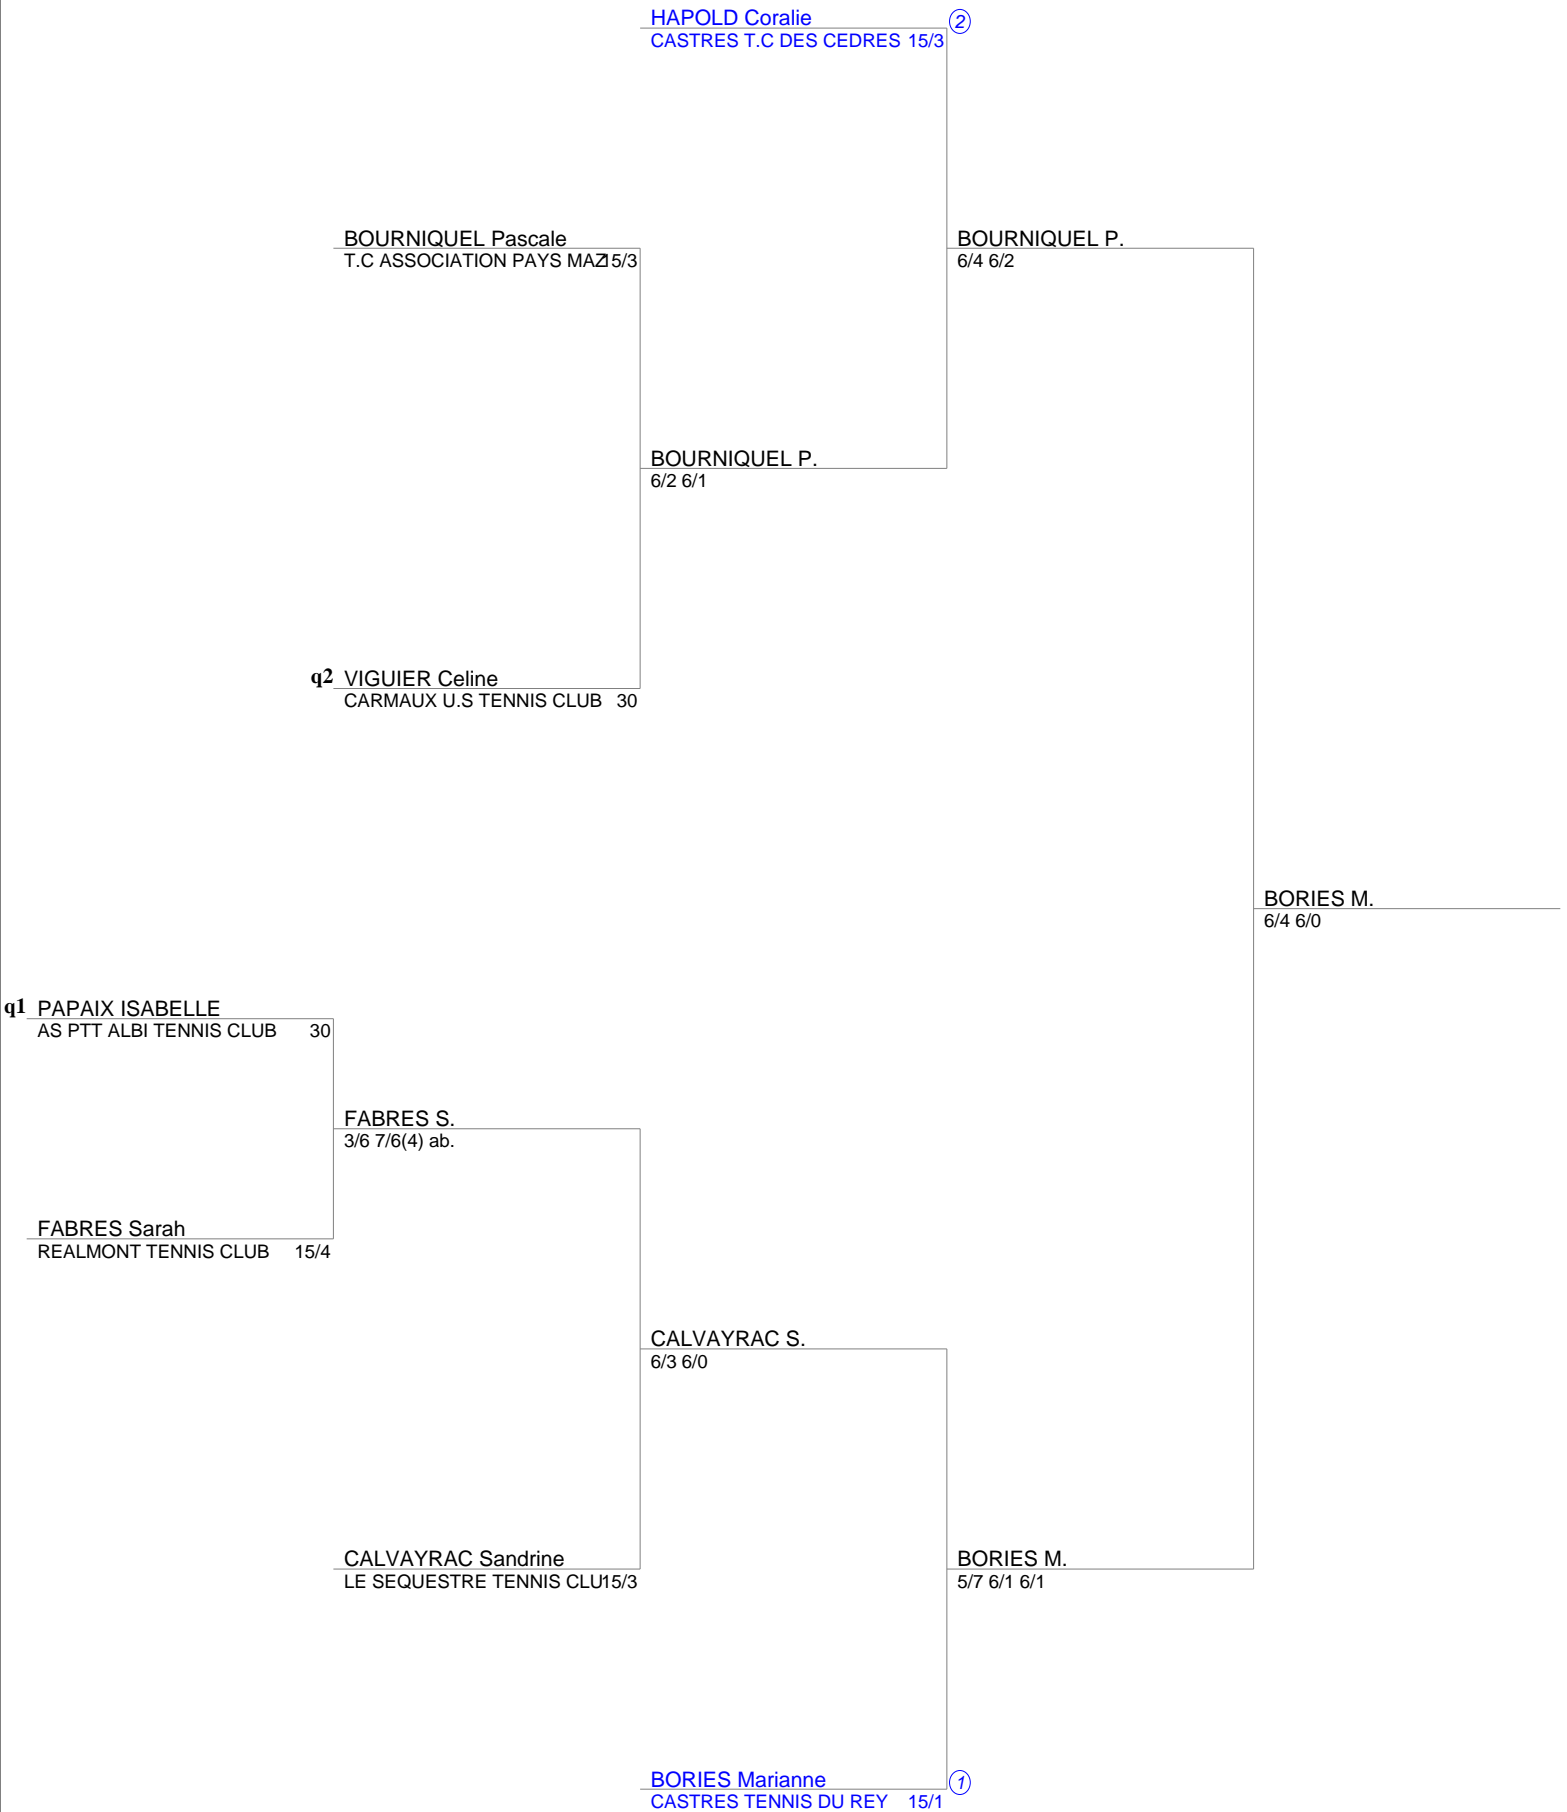 HAPOLD Coralie 2
CASTRES T.C DES CEDRES 15/3
BOURNIQUEL Pascale
T.C ASSOCIATION PAYS MAZ15/3
BOURNIQUEL P.
6/4 6/2
BOURNIQUEL P.
6/2 6/1
q2 VIGUIER Celine
CARMAUX U.S TENNIS CLUB 30
BORIES M.
6/4 6/0
q1 PAPAIX ISABELLE
AS PTT ALBI TENNIS CLUB 30
FABRES S.
3/6 7/6(4) ab.
FABRES Sarah
REALMONT TENNIS CLUB 15/4
CALVAYRAC S.
6/3 6/0
CALVAYRAC Sandrine
LE SEQUESTRE TENNIS CLU15/3
BORIES M.
5/7 6/1 6/1
BORIES Marianne 1
CASTRES TENNIS DU REY 15/1